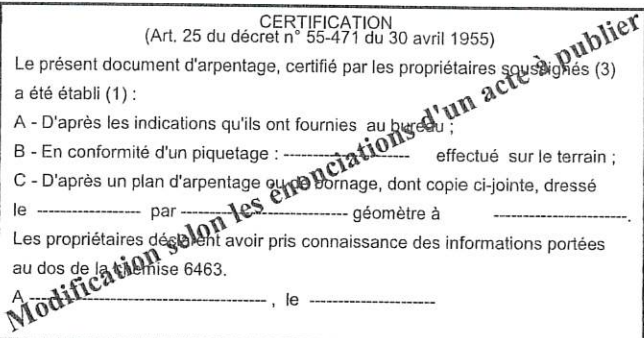 CERTIFICATION
(Art. 25 du décret n° 55-471 du 30 avril 1955)
Le présent document d'arpentage, certifié par les propriétaires soussignés (3)
a été établi (1) :
A - D'après les indications qu'ils ont fournies au bureau ;
B - En conformité d'un piquetage : -------------------- effectué sur le terrain ;
C - D'après un plan d'arpentage ou de bornage, dont copie ci-jointe, dressé
le ----------------- par --------------------------- géomètre à ----------------------.
Les propriétaires déclarent avoir pris connaissance des informations portées
au dos de la chemise 6463.
A -------------------------------------- , le --------------------
Modification selon les énonciations d'un acte à publier